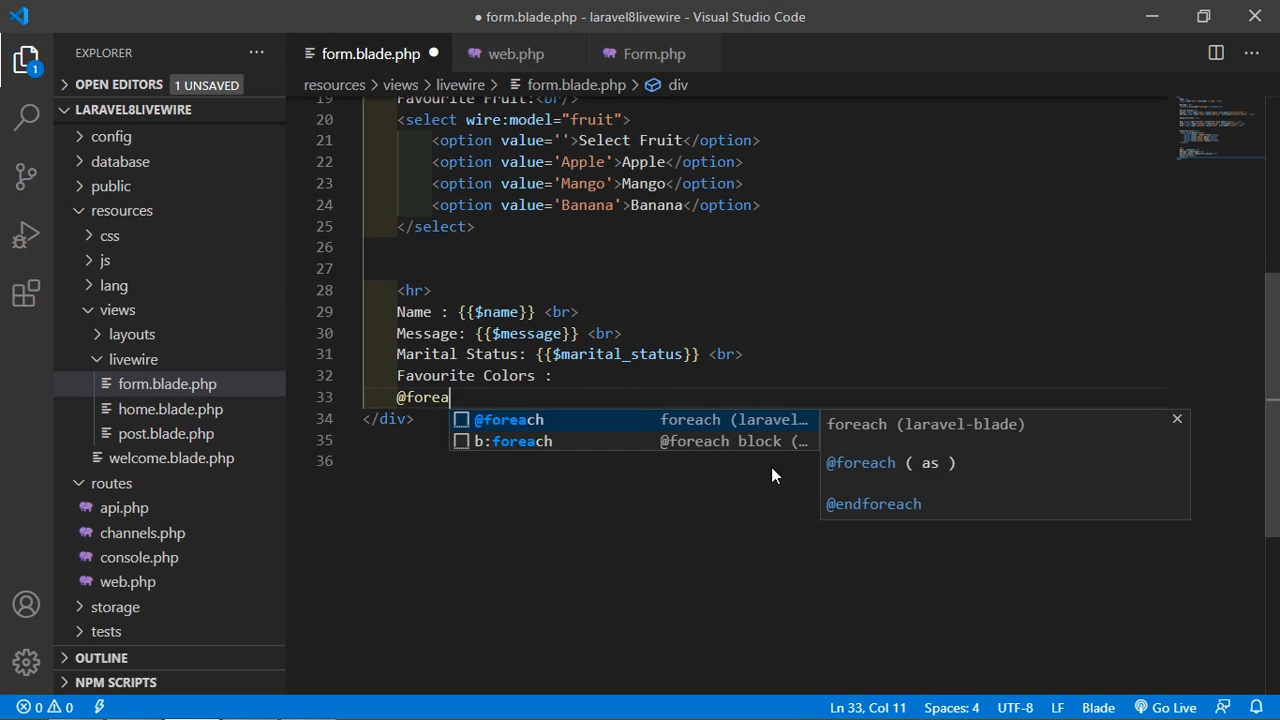 ● form.blade.php - laravel8livewire - Visual Studio Code
EXPLORER
OPEN EDITORS 1 UNSAVED
LARAVEL8LIVEWIRE
config
database
public
resources
css
js
lang
views
layouts
livewire
form.blade.php
home.blade.php
post.blade.php
welcome.blade.php
routes
api.php
channels.php
console.php
web.php
storage
tests
OUTLINE
NPM SCRIPTS
1
form.blade.php ● web.php Form.php
resources > views > livewire > form.blade.php > div
19 Favourite Fruit:<br/>
20 <select wire:model="fruit">
21 <option value=''>Select Fruit</option>
22 <option value='Apple'>Apple</option>
23 <option value='Mango'>Mango</option>
24 <option value='Banana'>Banana</option>
25 </select>
26
27
28 <hr>
29 Name : {{$name}} <br>
30 Message: {{$message}} <br>
31 Marital Status: {{$marital_status}} <br>
32 Favourite Colors :
33 @forea
34 </div>
35
36
@foreach foreach (laravel…
b:foreach @foreach block (…
foreach (laravel-blade)
@foreach ( as )
@endforeach
0 0 Ln 33, Col 11 Spaces: 4 UTF-8 LF Blade Go Live